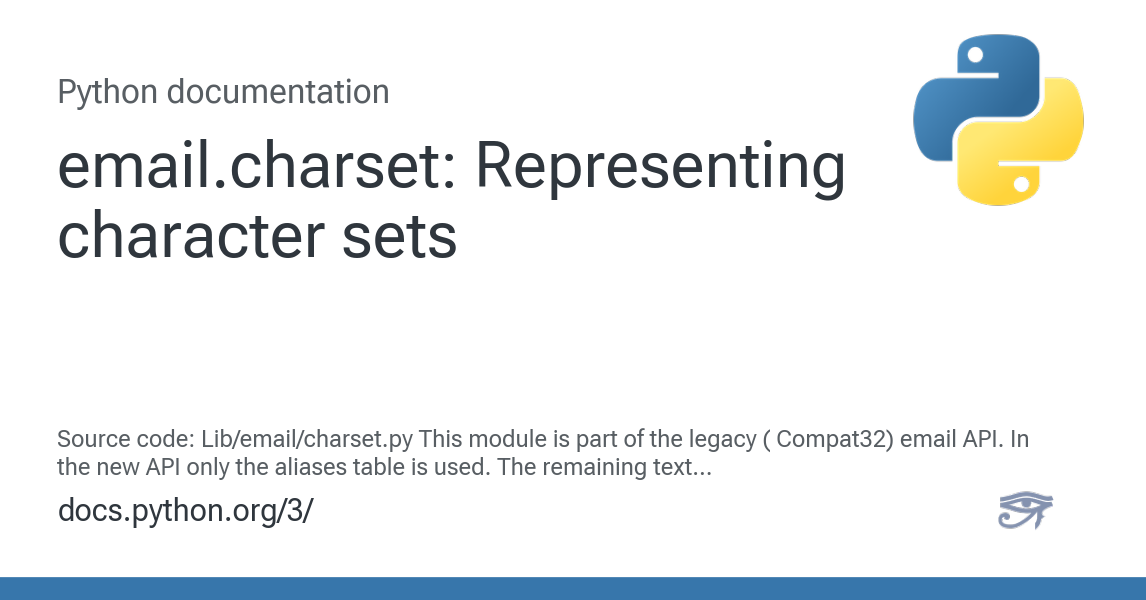 Python documentation
email.charset: Representing
character sets
Source code: Lib/email/charset.py This module is part of the legacy ( Compat32) email API. In
the new API only the aliases table is used. The remaining text...
docs.python.org/3/